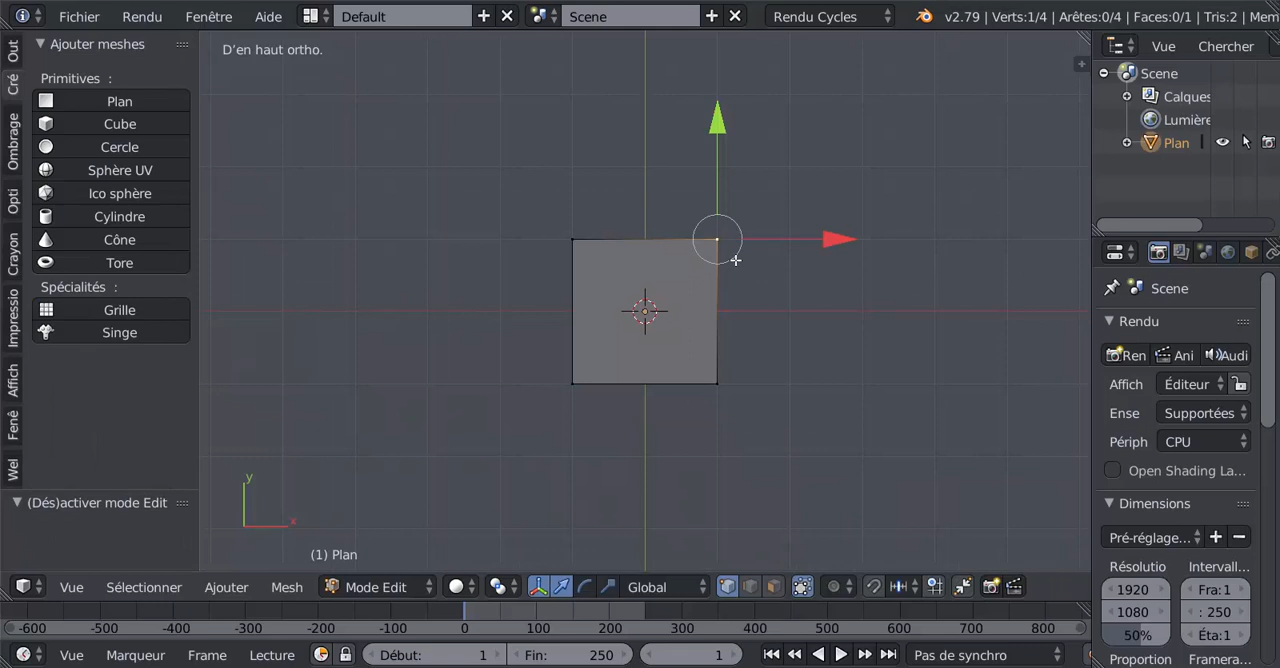 Fichier Rendu Fenêtre Aide Default Scene Rendu Cycles v2.79 | Verts:1/4 | Arêtes:0/4 | Faces:0/1 | Tris:2 | Mem
Out
Cré
Ombrage
Opti
Crayon
Impressio
Affich
Fenê
Wel
Ajouter meshes
Primitives :
Plan
Cube
Cercle
Sphère UV
Ico sphère
Cylindre
Cône
Tore
Spécialités :
Grille
Singe
(Dés)activer mode Edit
D'en haut ortho.
y
x
(1) Plan
Vue Chercher
Scene
Calques
Lumière
Plan
Scene
Rendu
Ren Ani Audi
Affich Éditeur
Ense Supportées
Périph CPU
Open Shading La...
Dimensions
Pré-réglage...
Résolutio Intervall
1920 Fra:1
1080 : 250
50% Éta:1
Proportion Framera
Vue Sélectionner Ajouter Mesh Mode Edit Global
-600 -500 -400 -300 -200 -100 0 100 200 300 400 500 600 700 800
Vue Marqueur Frame Lecture Début: 1 Fin: 250 1 Pas de synchro